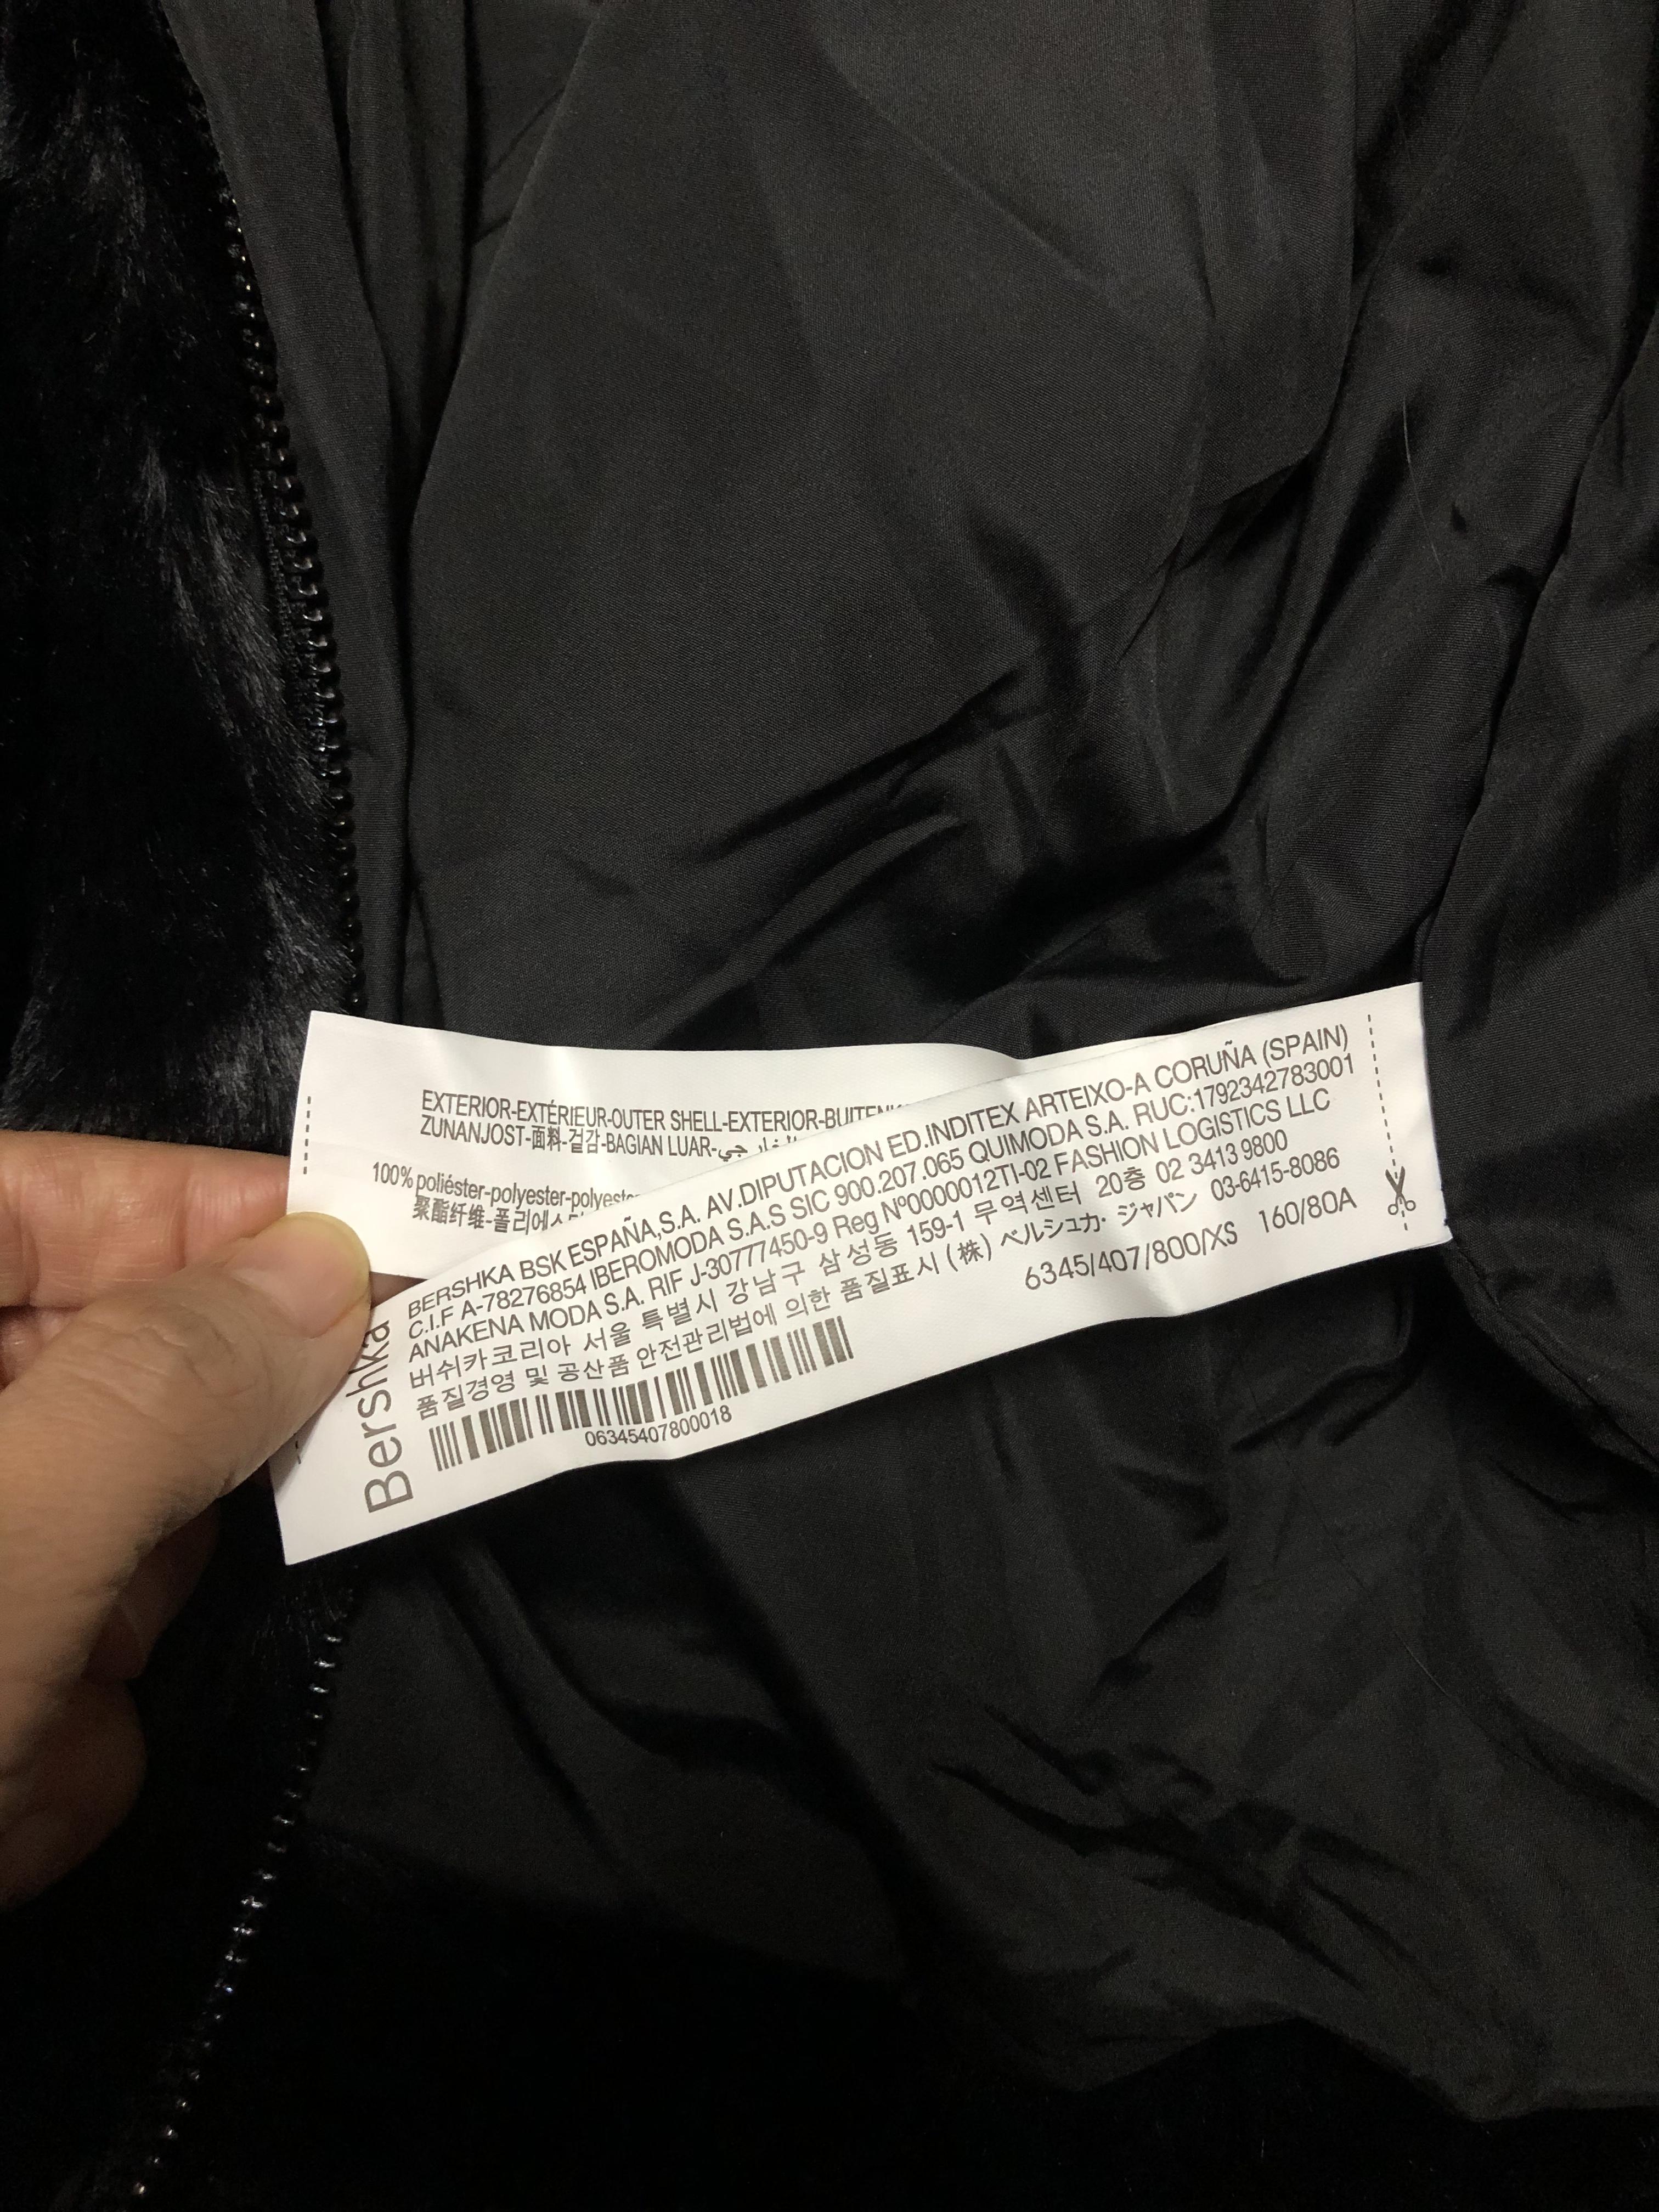 EXTERIOR-EXTÉRIEUR-OUTER SHELL-EXTERIOR-BUITENK
ZUNANJOST-面料-겉감-BAGIAN LUAR-
100% poliéster-polyester-polyester
聚酯纤维-폴리에스
BERSHKA BSK ESPAÑA,S.A. AV.DIPUTACION ED.INDITEX ARTEIXO-A CORUÑA (SPAIN)
C.I.F A-78276854 IBEROMODA S.A.S SIC 900.207.065 QUIMODA S.A. RUC:1792342783001
ANAKENA MODA S.A. RIF J-30777450-9 Reg Nº0000012TI-02 FASHION LOGISTICS LLC
버쉬카코리아 서울 특별시 강남구 삼성동 159-1 무역센터 20층 02 3413 9800
품질경영 및 공산품 안전관리법에 의한 품질표시 (株) ベルシュカ・ジャパン 03-6415-8086
6345/407/800/XS 160/80A
06345407800018
Bershka